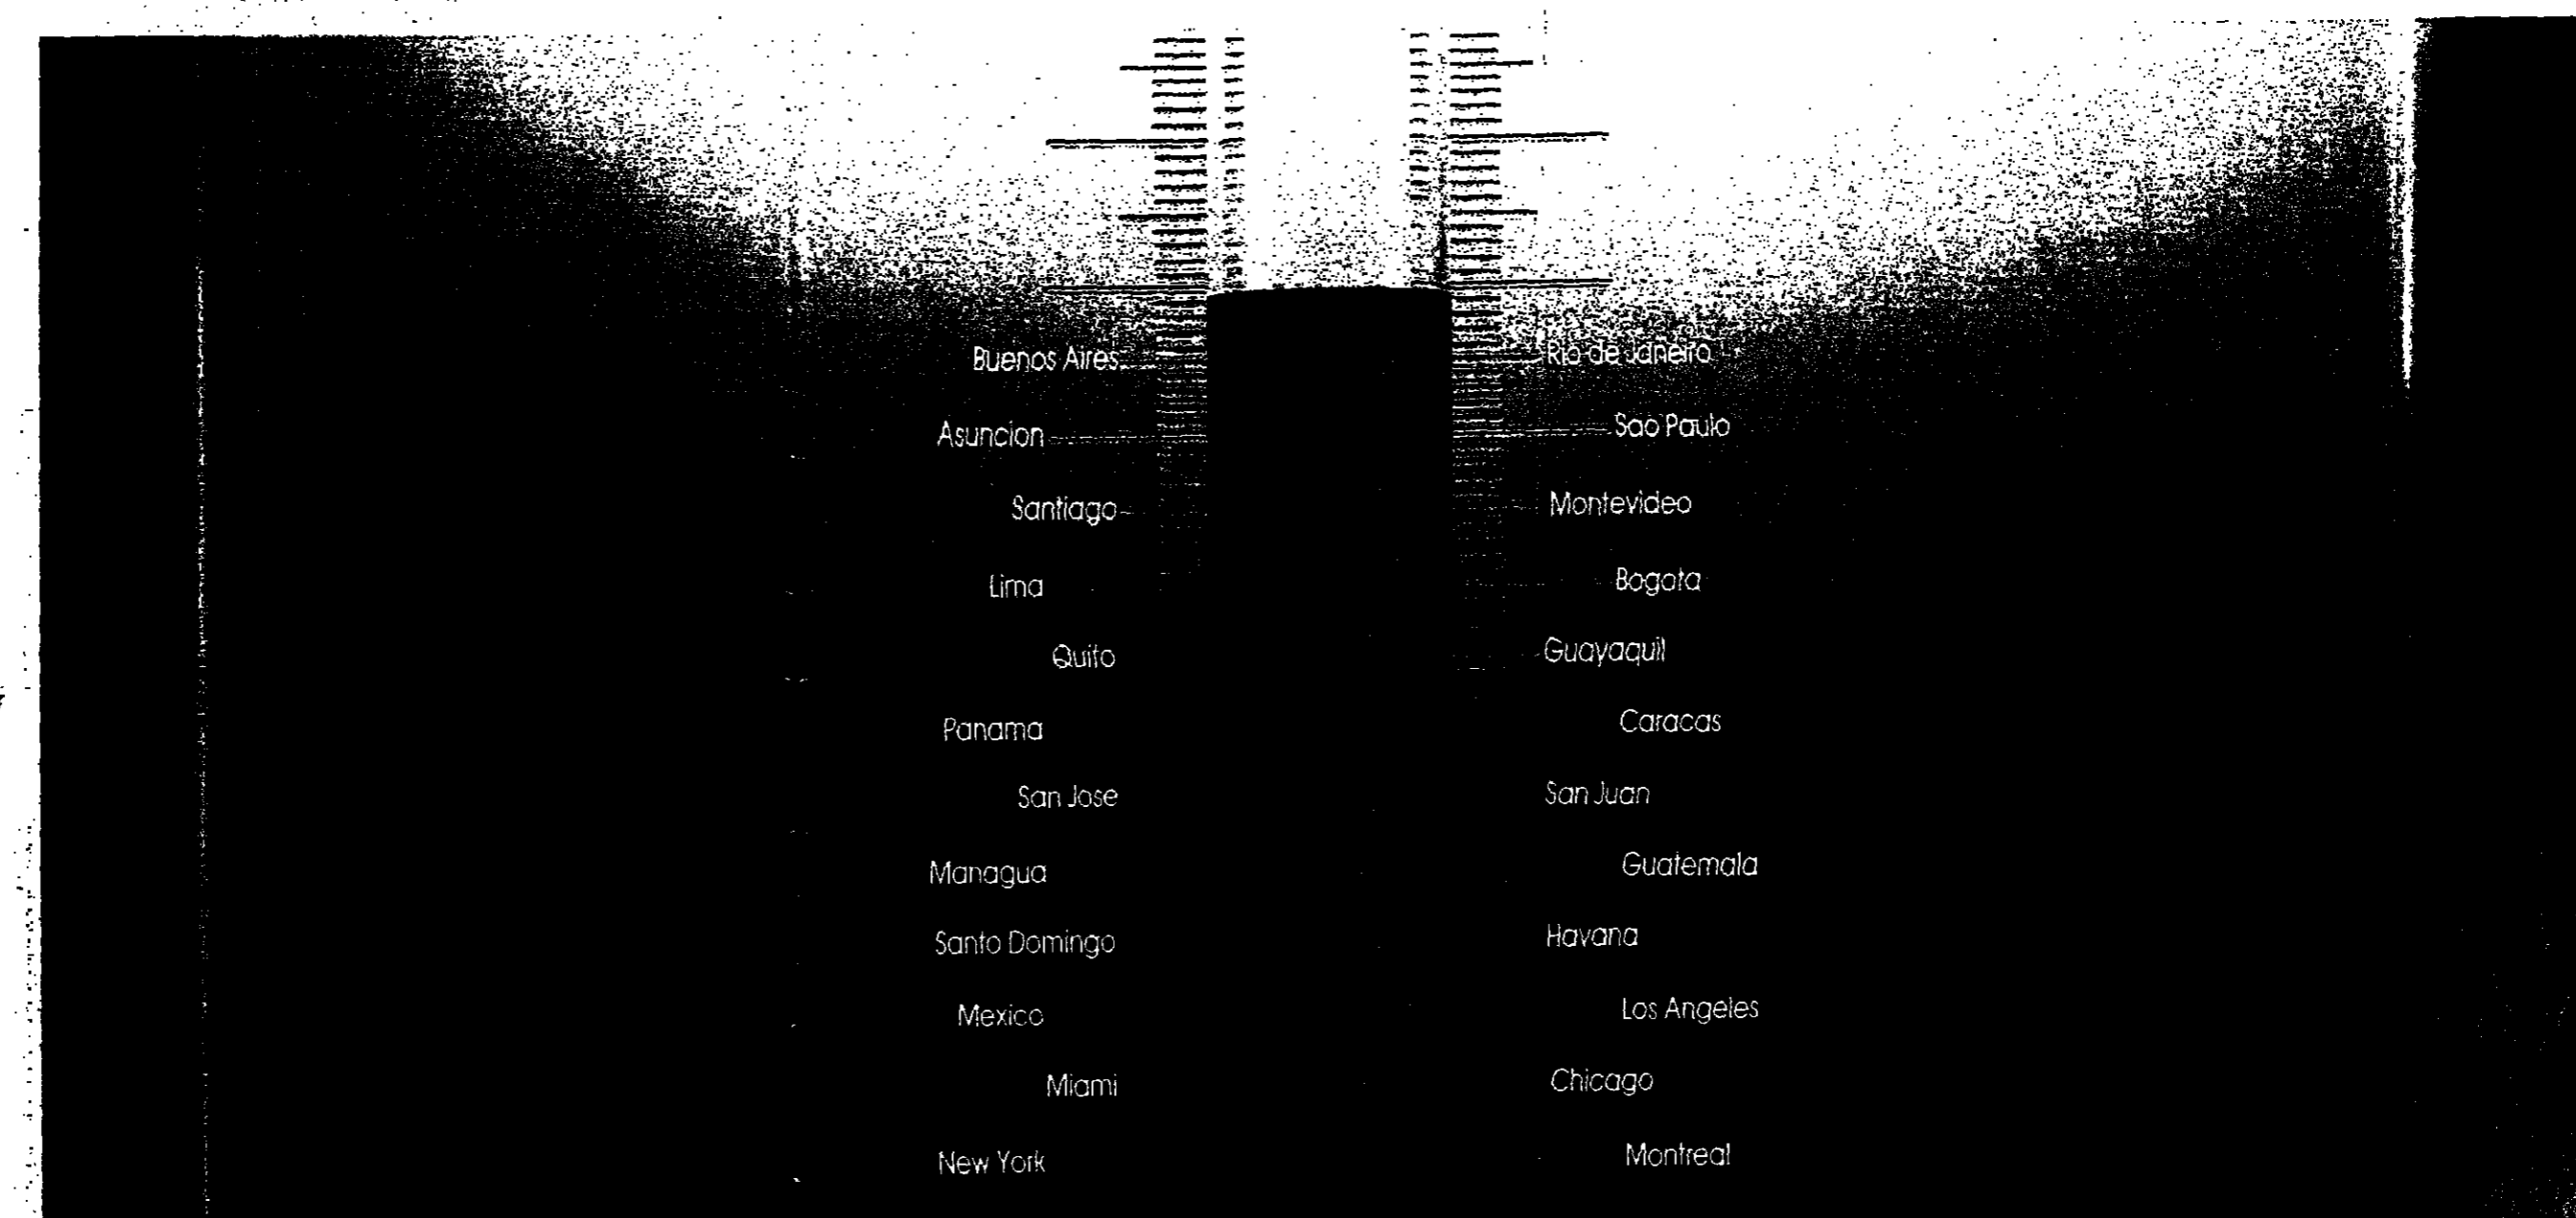 Buenos Aires
Rio de Janeiro
Asuncion
Sao Paulo
Santiago
Montevideo
Lima
Bogota
Quito
Guayaquil
Panama
Caracas
San Jose
San Juan
Managua
Guatemala
Santo Domingo
Havana
Mexico
Los Angeles
Miami
Chicago
New York
Montreal